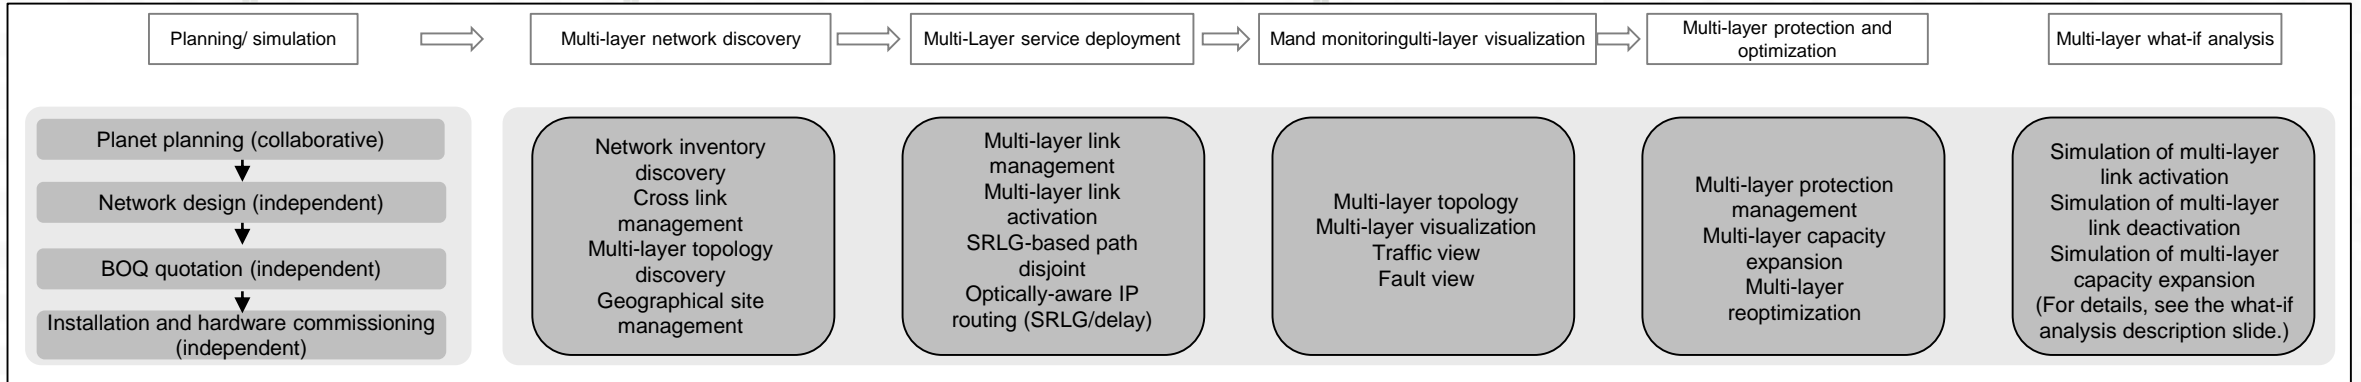 Planning/ simulation
Multi-layer network discovery
Multi-Layer service deployment
Mand monitoringulti-layer visualization
Multi-layer protection and
optimization
Multi-layer what-if analysis
Planet planning (collaborative)
Network design (independent)
BOQ quotation (independent)
Installation and hardware commissioning
(independent)
Network inventory
discovery
Cross link
management
Multi-layer topology
discovery
Geographical site
management
Multi-layer link
management
Multi-layer link
activation
SRLG-based path
disjoint
Optically-aware IP
routing (SRLG/delay)
Multi-layer topology
Multi-layer visualization
Traffic view
Fault view
Multi-layer protection
management
Multi-layer capacity
expansion
Multi-layer
reoptimization
Simulation of multi-layer
link activation
Simulation of multi-layer
link deactivation
Simulation of multi-layer
capacity expansion
(For details, see the what-if
analysis description slide.)